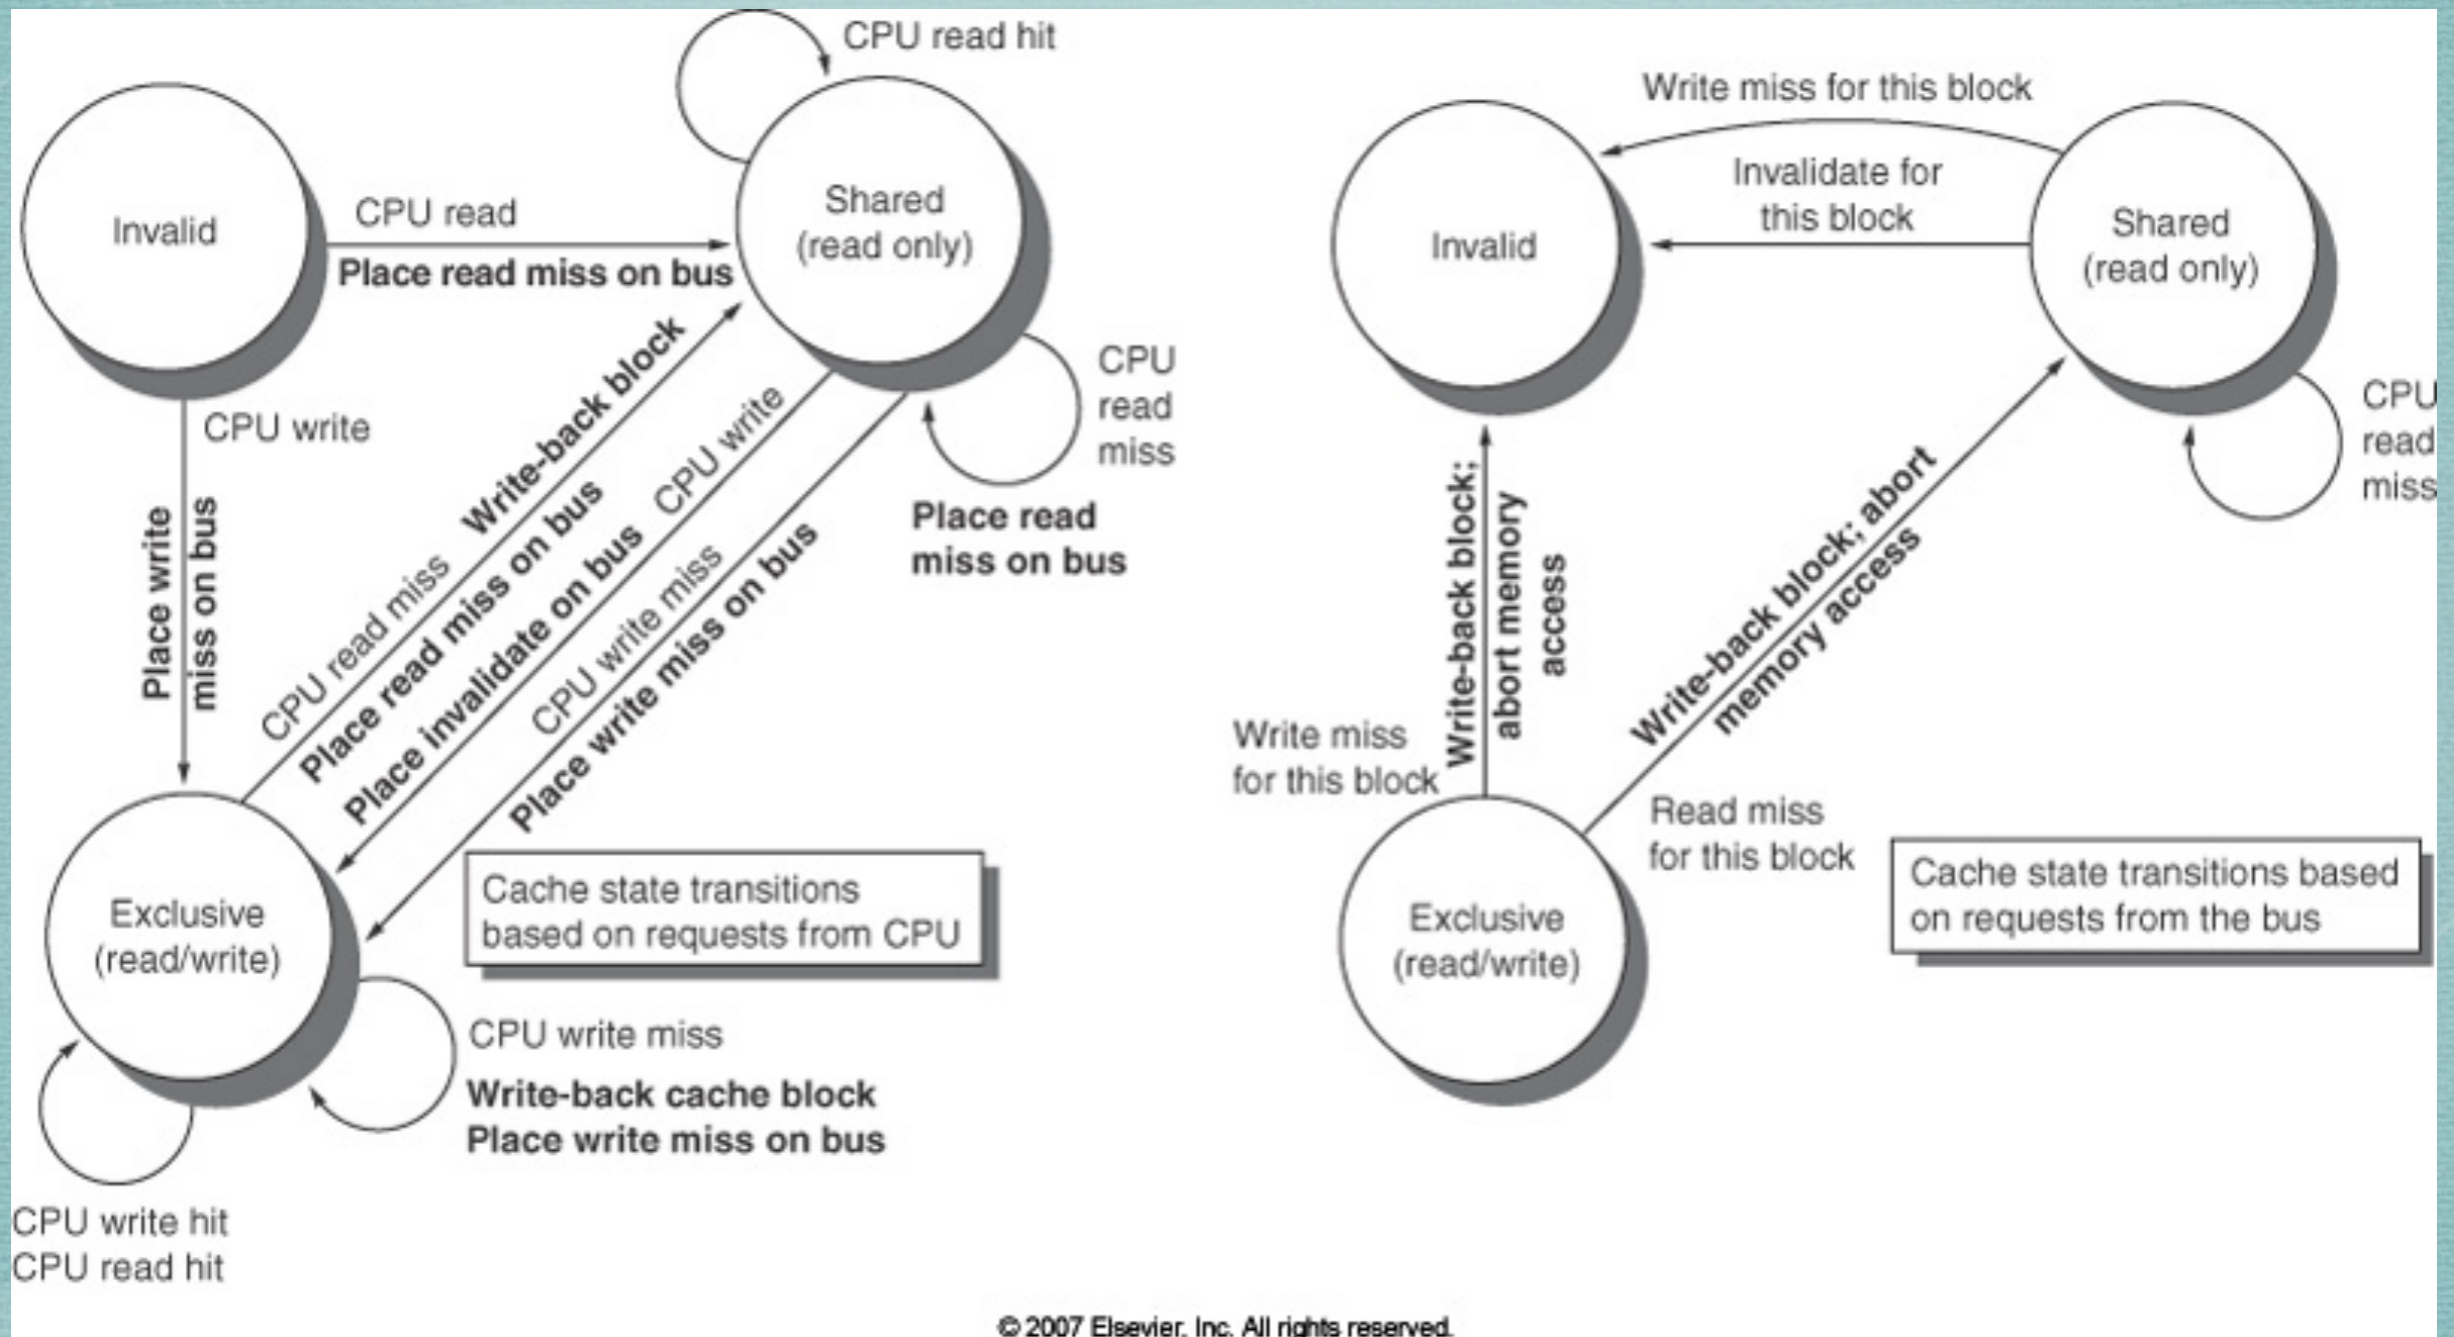 CPU read hit
Invalid
CPU read
Place read miss on bus
Shared
(read only)
CPU write
Place write
miss on bus
CPU read miss Write-back block
Place read miss on bus
Place invalidate on bus CPU write
CPU write miss
Place write miss on bus
CPU
read
miss
Place read
miss on bus
Exclusive
(read/write)
Cache state transitions
based on requests from CPU
CPU write miss
Write-back cache block
Place write miss on bus
CPU write hit
CPU read hit
Write miss for this block
Invalidate for
this block
Invalid
Shared
(read only)
CPU
read
miss
Write-back block;
abort memory
access
Write-back block; abort
memory access
Write miss
for this block
Read miss
for this block
Exclusive
(read/write)
Cache state transitions based
on requests from the bus
© 2007 Elsevier, Inc. All rights reserved.